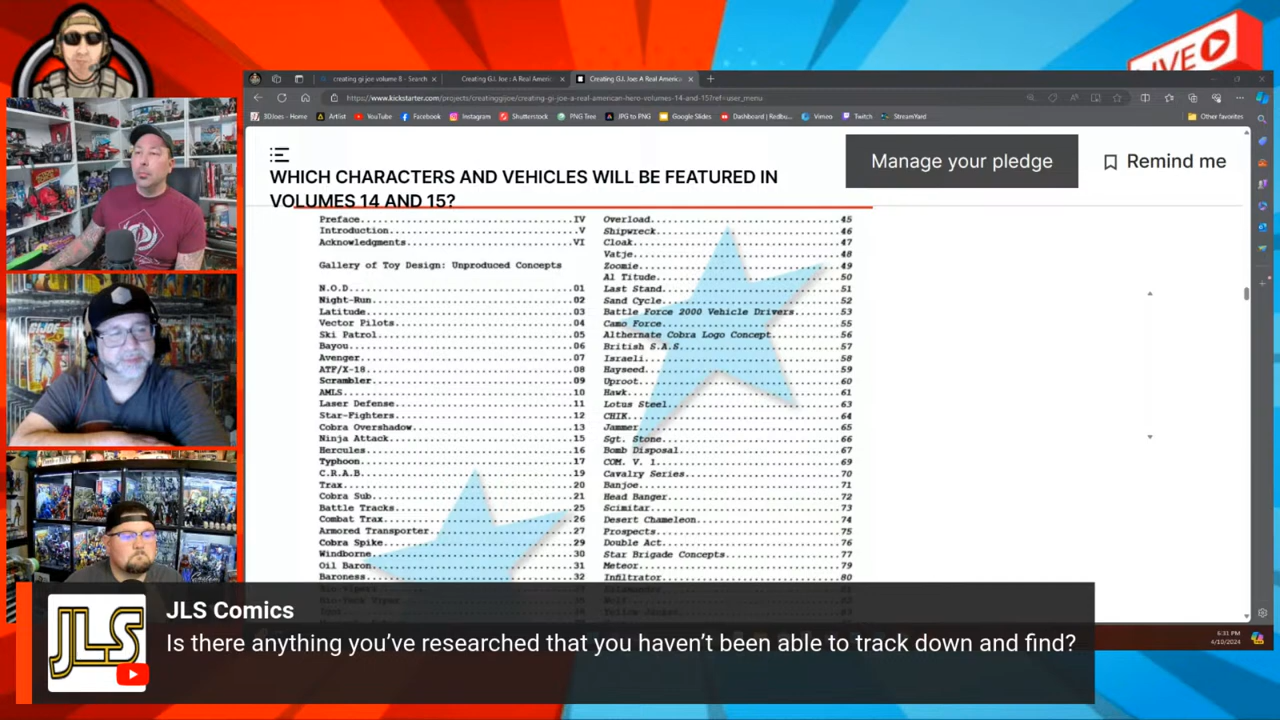 LIVE
creating gi joe volume 8 - Search
Creating G.I. Joe : A Real Americ
Creating G.I. Joe: A Real America
https://www.kickstarter.com/projects/creatinggijoe/creating-gi-joe-a-real-american-hero-volumes-14-and-15?ref=user_menu
3DJoes - Home
Artist
YouTube
Facebook
Instagram
Shutterstock
PNG Tree
JPG to PNG
Google Slides
Dashboard | Redbu...
Vimeo
Twitch
StreamYard
Other favorites
WHICH CHARACTERS AND VEHICLES WILL BE FEATURED IN
VOLUMES 14 AND 15?
Manage your pledge
Remind me
Preface IV
Introduction V
Acknowledgments VI
Gallery of Toy Design: Unproduced Concepts
N.O.D. 01
Night-Run 02
Latitude 03
Vector Pilots 04
Ski Patrol 05
Bayou 06
Avenger 07
ATF/X-18 08
Scrambler 09
AMLS 10
Laser Defense 11
Star-Fighters 12
Cobra Overshadow 13
Ninja Attack 15
Hercules 16
Typhoon 17
C.R.A.B. 19
Trax 20
Cobra Sub 21
Battle Tracks 25
Combat Trax 26
Armored Transporter 27
Cobra Spike 29
Windborne 30
Oil Baron 31
Baroness 32
Overload 45
Shipwreck 46
Cloak 47
Vatje 48
Zoomie 49
Al Titude 50
Last Stand 51
Sand Cycle 52
Battle Force 2000 Vehicle Drivers 53
Camo Force 55
Althernate Cobra Logo Concept 56
British S.A.S. 57
Israeli 58
Hayseed 59
Uproot 60
Hawk 61
Lotus Steel 63
CHIK 64
Jammer 65
Sgt. Stone 66
Bomb Disposal 67
COM. V. 1 69
Cavalry Series 70
Banjoe 71
Head Banger 72
Scimitar 73
Desert Chameleon 74
Prospects 75
Double Act 76
Star Brigade Concepts 77
Meteor 79
Infiltrator 80
JLS
JLS Comics
Is there anything you've researched that you haven't been able to track down and find?
6:31 PM
4/10/2024